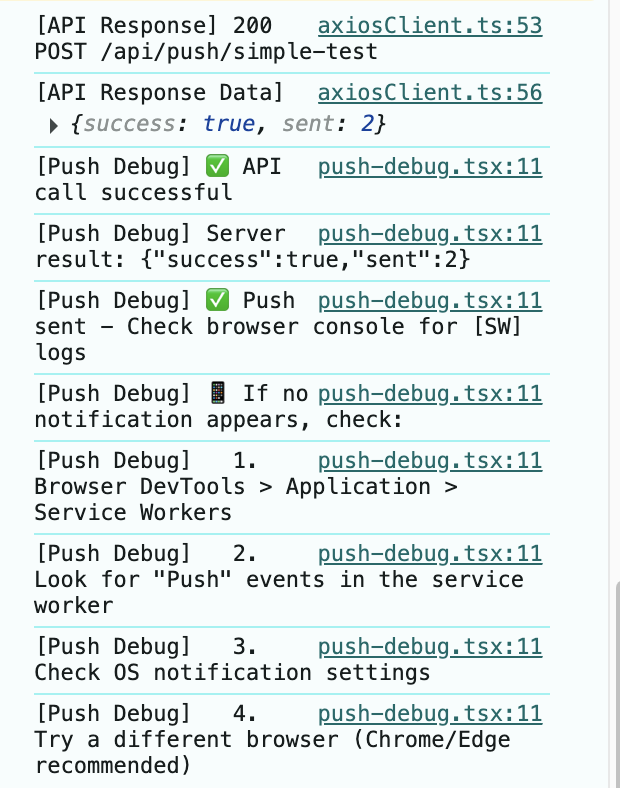 [API Response] 200 axiosClient.ts:53
POST /api/push/simple-test
[API Response Data] axiosClient.ts:56
▶ {success: true, sent: 2}
[Push Debug] ✅ API push-debug.tsx:11
call successful
[Push Debug] Server push-debug.tsx:11
result: {"success":true,"sent":2}
[Push Debug] ✅ Push push-debug.tsx:11
sent – Check browser console for [SW]
logs
[Push Debug] 📱 If no push-debug.tsx:11
notification appears, check:
[Push Debug]   1. push-debug.tsx:11
Browser DevTools > Application >
Service Workers
[Push Debug]   2. push-debug.tsx:11
Look for "Push" events in the service
worker
[Push Debug]   3. push-debug.tsx:11
Check OS notification settings
[Push Debug]   4. push-debug.tsx:11
Try a different browser (Chrome/Edge
recommended)